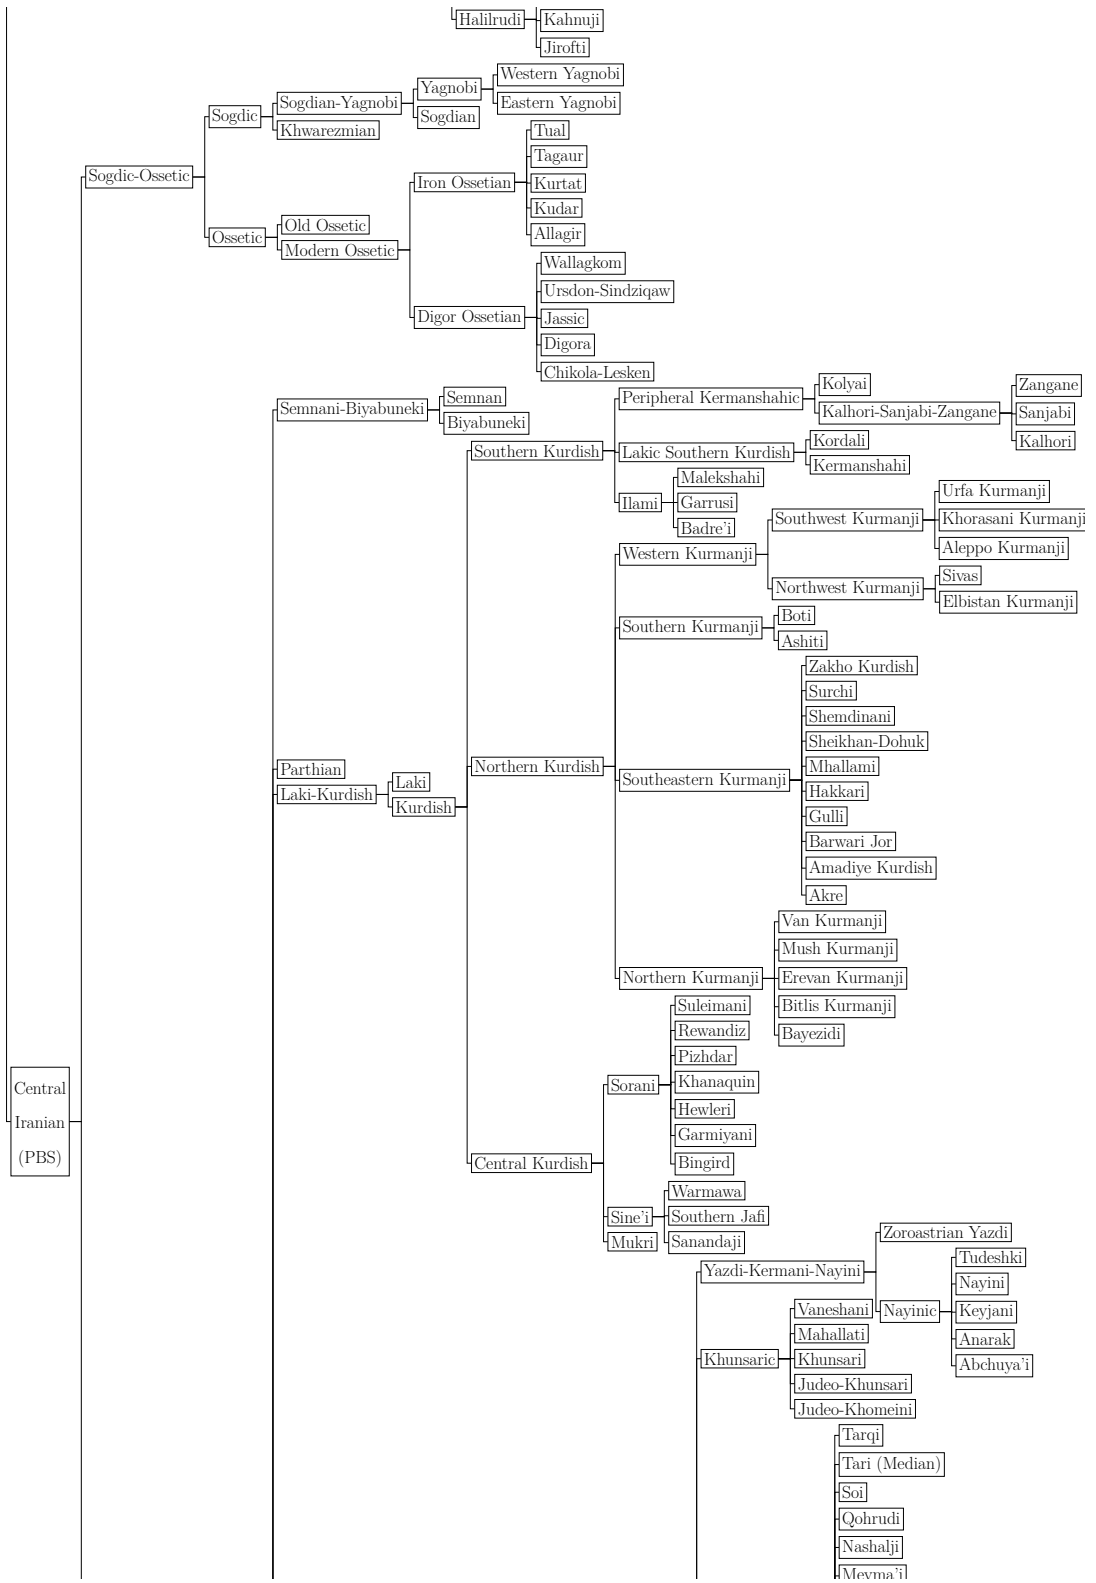 Halilrudi
Kahnuji
Jirofti
Western Yagnobi
Yagnobi
Sogdian-Yagnobi
Eastern Yagnobi
Sogdic
Sogdian
Khwarezmian
Tual
Tagaur
Sogdic-Ossetic
Iron Ossetian
Kurtat
Kudar
Old Ossetic
Allagir
Ossetic
Modern Ossetic
Wallagkom
Ursdon-Sindziqaw
Digor Ossetian
Jassic
Digora
Chikola-Lesken
Kolyai
Zangane
Semnan
Peripheral Kermanshahic
Semnani-Biyabuneki
Kalhori-Sanjabi-Zangane
Sanjabi
Biyabuneki
Kordali
Kalhori
Southern Kurdish
Lakic Southern Kurdish
Kermanshahi
Malekshahi
Urfa Kurmanji
Ilami
Garrusi
Southwest Kurmanji
Khorasani Kurmanji
Badre'i
Aleppo Kurmanji
Western Kurmanji
Sivas
Northwest Kurmanji
Elbistan Kurmanji
Boti
Southern Kurmanji
Ashiti
Zakho Kurdish
Surchi
Shemdinani
Sheikhan-Dohuk
Parthian
Northern Kurdish
Mhallami
Laki
Southeastern Kurmanji
Laki-Kurdish
Hakkari
Kurdish
Gulli
Barwari Jor
Amadiye Kurdish
Akre
Van Kurmanji
Mush Kurmanji
Northern Kurmanji
Erevan Kurmanji
Suleimani
Bitlis Kurmanji
Rewandiz
Bayezidi
Pizhdar
Central
Iranian
(PBS)
Sorani
Khanaquin
Hewleri
Garmiyani
Central Kurdish
Bingird
Warmawa
Sine'i
Southern Jafi
Mukri
Sanandaji
Zoroastrian Yazdi
Yazdi-Kermani-Nayini
Tudeshki
Nayini
Vaneshani
Nayinic
Keyjani
Mahallati
Anarak
Khunsaric
Khunsari
Abchuya'i
Judeo-Khunsari
Judeo-Khomeini
Tarqi
Tari (Median)
Soi
Qohrudi
Nashalji
Meyma'i